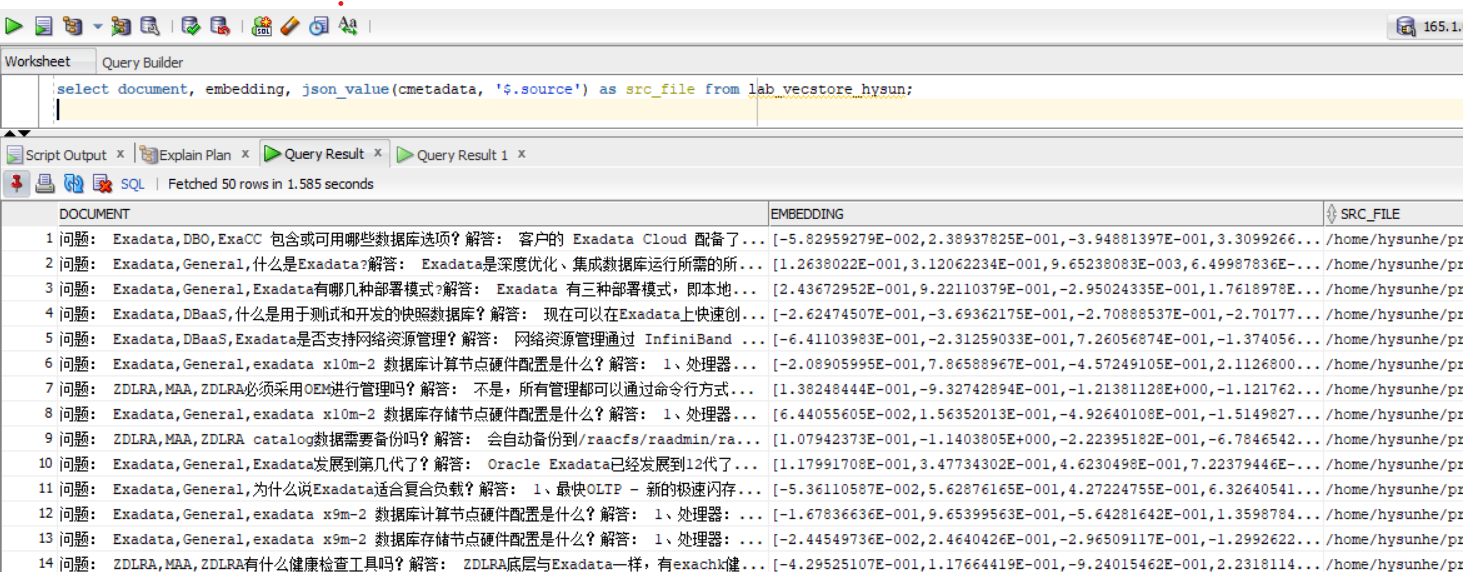 165.1.
Worksheet Query Builder
select document, embedding, json_value(cmetadata, '$.source') as src_file from lab_vecstore_hysun;
Script Output x Explain Plan x Query Result x Query Result 1 x
SQL | Fetched 50 rows in 1.585 seconds
DOCUMENT EMBEDDING SRC_FILE
1 问题： Exadata,DBO,ExaCC 包含或可用哪些数据库选项？解答： 客户的 Exadata Cloud 配备了... [-5.82959279E-002,2.38937825E-001,-3.94881397E-001,3.3099266... /home/hysunhe/pr
2 问题： Exadata,General,什么是Exadata?解答： Exadata是深度优化、集成数据库运行所需的所... [1.2638022E-001,3.12062234E-001,9.65238083E-003,6.49987836E-... /home/hysunhe/pr
3 问题： Exadata,General,Exadata有哪几种部署模式?解答： Exadata 有三种部署模式，即本地... [2.43672952E-001,9.22110379E-001,-2.95024335E-001,1.7618978E... /home/hysunhe/pr
4 问题： Exadata,DBaaS,什么是用于测试和开发的快照数据库？解答： 现在可以在Exadata上快速创... [-2.62474507E-001,-3.69362175E-001,-2.70888537E-001,-2.70177... /home/hysunhe/pr
5 问题： Exadata,DBaaS,Exadata是否支持网络资源管理？解答： 网络资源管理通过 InfiniBand ... [-6.41103983E-001,-2.31259033E-001,7.26056874E-001,-1.374056... /home/hysunhe/pr
6 问题： Exadata,General,exadata x10m-2 数据库计算节点硬件配置是什么？解答： 1、处理器... [-2.08905995E-001,7.86588967E-001,-4.57249105E-001,2.1126800... /home/hysunhe/pr
7 问题： ZDLRA,MAA,ZDLRA必须采用OEM进行管理吗？解答： 不是，所有管理都可以通过命令行方式... [1.38248444E-001,-9.32742894E-001,-1.21381128E+000,-1.121762... /home/hysunhe/pr
8 问题： Exadata,General,exadata x10m-2 数据库存储节点硬件配置是什么？解答： 1、处理器... [6.44055605E-002,1.56352013E-001,-4.92640108E-001,-1.5149827... /home/hysunhe/pr
9 问题： ZDLRA,MAA,ZDLRA catalog数据需要备份吗？解答： 会自动备份到/raacfs/raadmin/ra... [1.07942373E-001,-1.1403805E+000,-2.22395182E-001,-6.7846542... /home/hysunhe/pr
10 问题： Exadata,General,Exadata发展到第几代了？解答： Oracle Exadata已经发展到12代了... [1.17991708E-001,3.47734302E-001,4.6230498E-001,7.22379446E-... /home/hysunhe/pr
11 问题： Exadata,General,为什么说Exadata适合复合负载？解答： 1、最快OLTP - 新的极速闪存... [-5.36110587E-002,5.62876165E-001,4.27224755E-001,6.32640541... /home/hysunhe/pr
12 问题： Exadata,General,exadata x9m-2 数据库计算节点硬件配置是什么？解答： 1、处理器： ... [-1.67836636E-001,9.65399563E-001,-5.64281642E-001,1.3598784... /home/hysunhe/pr
13 问题： Exadata,General,exadata x9m-2 数据库存储节点硬件配置是什么？解答： 1、处理器： ... [-2.44549736E-002,2.4640426E-001,-2.96509117E-001,-1.2992622... /home/hysunhe/pr
14 问题： ZDLRA,MAA,ZDLRA有什么健康检查工具吗？解答： ZDLRA底层与Exadata一样，有exachk健... [-4.29525107E-001,1.17664419E-001,-9.24015462E-001,2.2318114... /home/hysunhe/pr